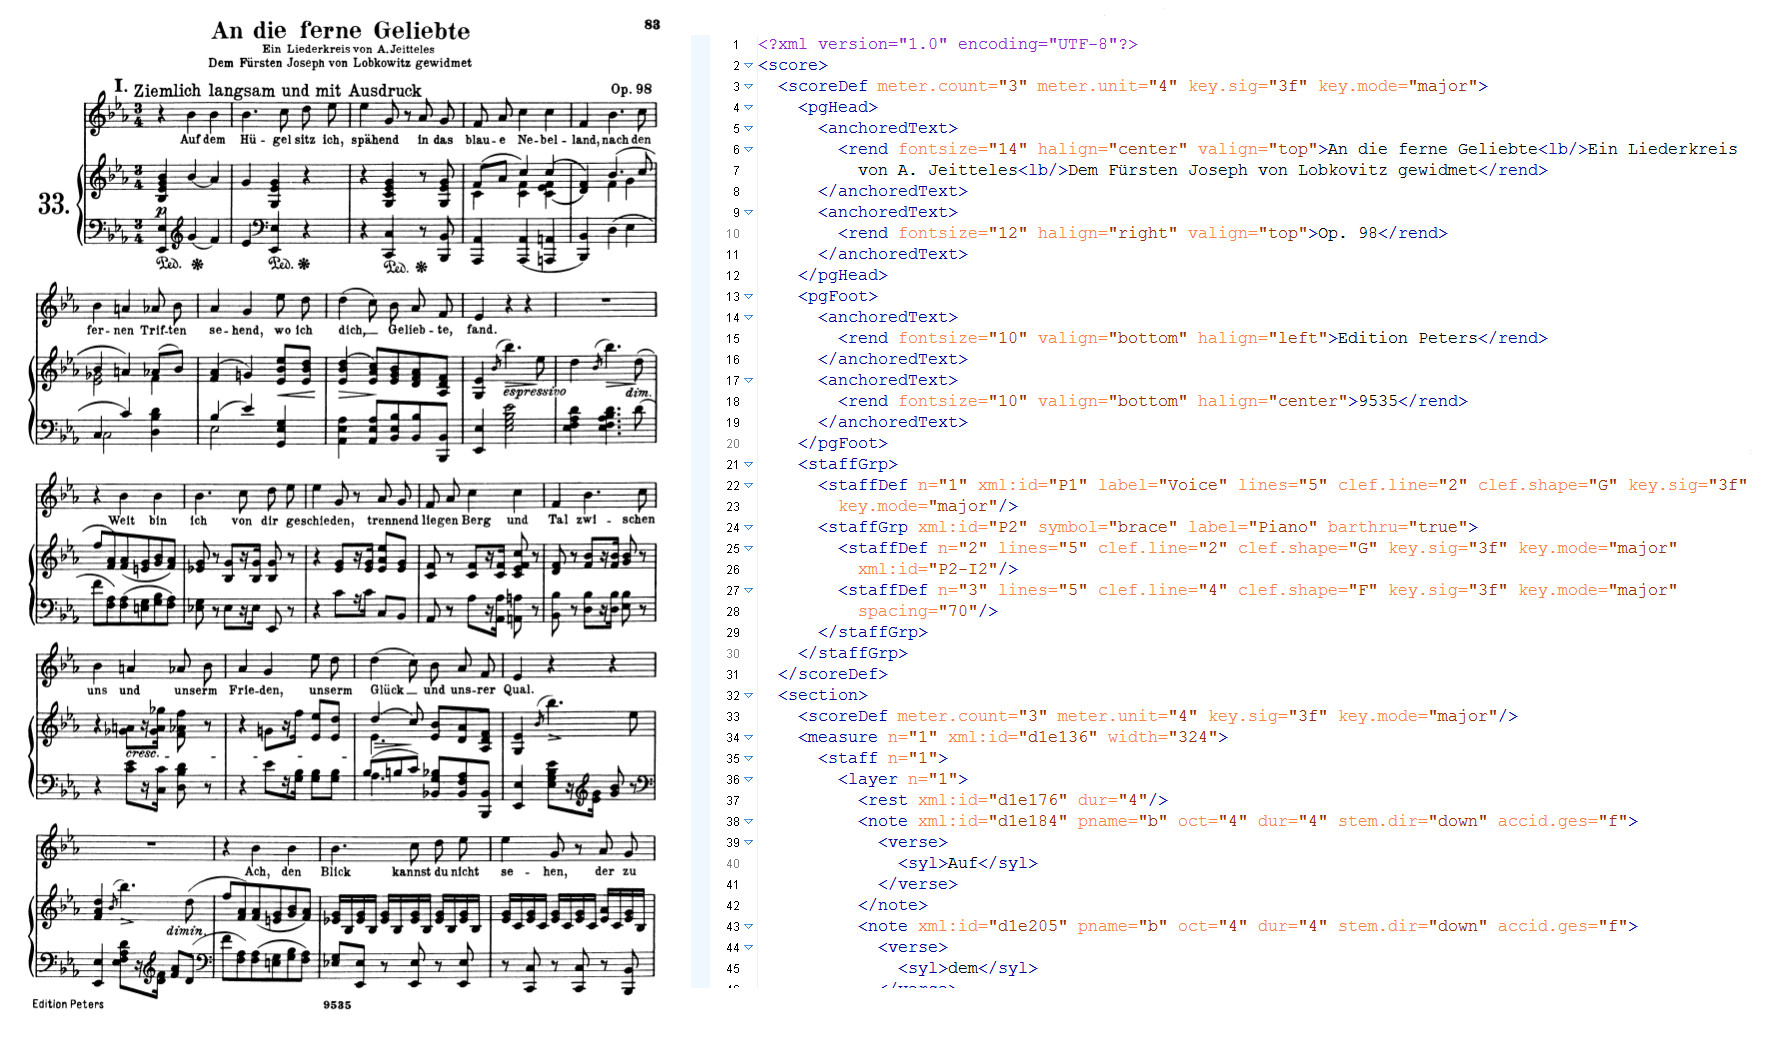 An die ferne Geliebte
83
Ein Liederkreis von A. Jeitteles
Dem Fürsten Joseph von Lobkowitz gewidmet
I. Ziemlich langsam und mit Ausdruck
Op. 98
Auf dem Hü - gel sitz ich, spähend in das blau - e Ne - bel - land, nach den
33.
p
Ped. * Ped. * Ped. *
fer - nen Trif - ten se - hend, wo ich dich, Gelieb - te, fand.
espressivo dim.
Weit bin ich von dir geschieden, trennend liegen Berg und Tal zwi - schen
uns und unserm Frie - den, unserm Glück und uns - rer Qual.
cresc.
Ach, den Blick kannst du nicht se - hen, der zu
dimin.
Edition Peters
9535
1 <?xml version="1.0" encoding="UTF-8"?>
2 <score>
3 <scoreDef meter.count="3" meter.unit="4" key.sig="3f" key.mode="major">
4 <pgHead>
5 <anchoredText>
6 <rend fontsize="14" halign="center" valign="top">An die ferne Geliebte<lb/>Ein Liederkreis
7 von A. Jeitteles<lb/>Dem Fürsten Joseph von Lobkovitz gewidmet</rend>
8 </anchoredText>
9 <anchoredText>
10 <rend fontsize="12" halign="right" valign="top">Op. 98</rend>
11 </anchoredText>
12 </pgHead>
13 <pgFoot>
14 <anchoredText>
15 <rend fontsize="10" valign="bottom" halign="left">Edition Peters</rend>
16 </anchoredText>
17 <anchoredText>
18 <rend fontsize="10" valign="bottom" halign="center">9535</rend>
19 </anchoredText>
20 </pgFoot>
21 <staffGrp>
22 <staffDef n="1" xml:id="P1" label="Voice" lines="5" clef.line="2" clef.shape="G" key.sig="3f"
23 key.mode="major"/>
24 <staffGrp xml:id="P2" symbol="brace" label="Piano" barthru="true">
25 <staffDef n="2" lines="5" clef.line="2" clef.shape="G" key.sig="3f" key.mode="major"
26 xml:id="P2-I2"/>
27 <staffDef n="3" lines="5" clef.line="4" clef.shape="F" key.sig="3f" key.mode="major"
28 spacing="70"/>
29 </staffGrp>
30 </staffGrp>
31 </scoreDef>
32 <section>
33 <scoreDef meter.count="3" meter.unit="4" key.sig="3f" key.mode="major"/>
34 <measure n="1" xml:id="d1e136" width="324">
35 <staff n="1">
36 <layer n="1">
37 <rest xml:id="d1e176" dur="4"/>
38 <note xml:id="d1e184" pname="b" oct="4" dur="4" stem.dir="down" accid.ges="f">
39 <verse>
40 <syl>Auf</syl>
41 </verse>
42 </note>
43 <note xml:id="d1e205" pname="b" oct="4" dur="4" stem.dir="down" accid.ges="f">
44 <verse>
45 <syl>dem</syl>